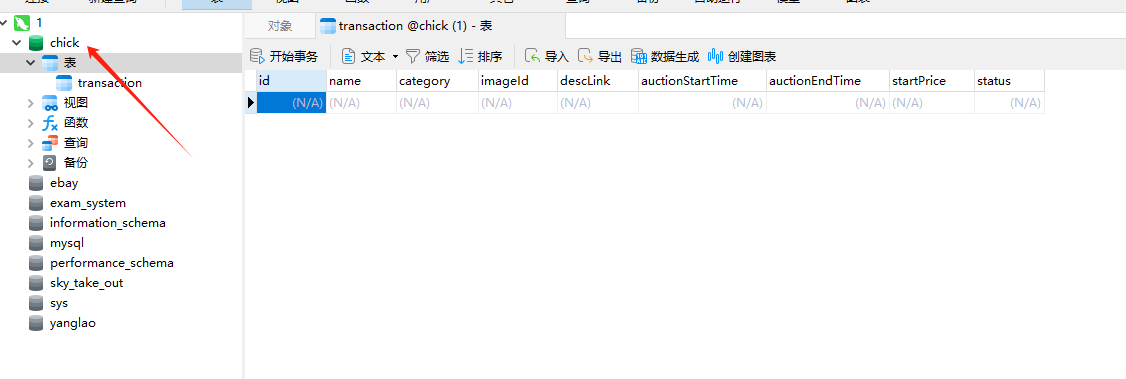 对象
transaction @chick (1) - 表
开始事务 文本 筛选 排序 导入 导出 数据生成 创建图表
id name category imageId descLink auctionStartTime auctionEndTime startPrice status
(N/A) (N/A) (N/A) (N/A) (N/A) (N/A) (N/A) (N/A) (N/A)
1
chick
表
transaction
视图
函数
查询
备份
ebay
exam_system
information_schema
mysql
performance_schema
sky_take_out
sys
yanglao